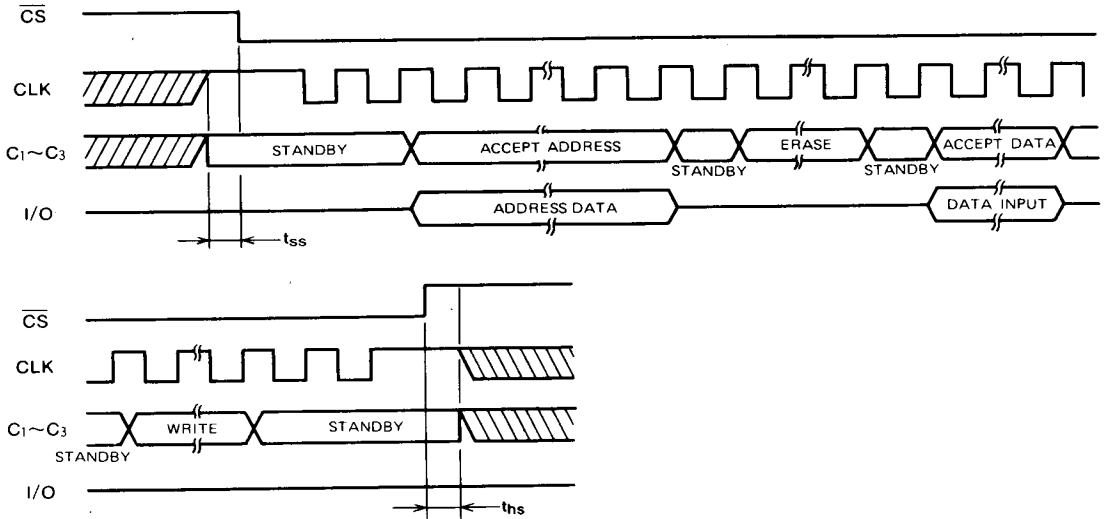 CS
CLK
C1~C3 STANDBY ACCEPT ADDRESS STANDBY ERASE STANDBY ACCEPT DATA
I/O ADDRESS DATA DATA INPUT
tss
CS
CLK
C1~C3 STANDBY WRITE STANDBY
I/O
ths